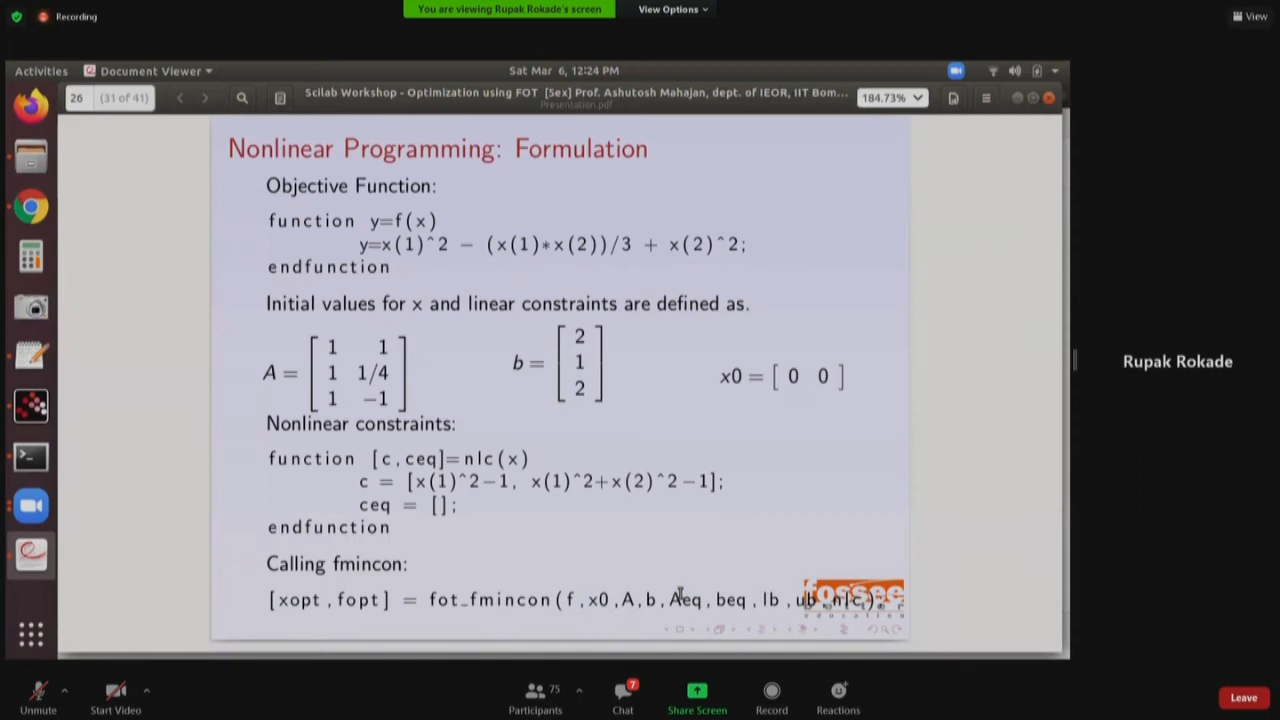 You are viewing Rupak Rokade's screen
View Options
Recording
View
Activities
Document Viewer
Sat Mar 6, 12:24 PM
26
(31 of 41)
Scilab Workshop - Optimization using FOT [Sex] Prof. Ashutosh Mahajan, dept. of IEOR, IIT Bom...
Presentation.pdf
184.73%
Nonlinear Programming: Formulation
Objective Function:
function y=f(x)
y=x(1)^2 - (x(1)*x(2))/3 + x(2)^2;
endfunction
Initial values for x and linear constraints are defined as.
A = [ 1 1
1 1/4
1 -1 ]
b = [ 2
1
2 ]
x0 = [ 0 0 ]
Nonlinear constraints:
function [c,ceq]=nlc(x)
c = [x(1)^2-1, x(1)^2+x(2)^2-1];
ceq = [];
endfunction
Calling fmincon:
[xopt,fopt] = fot_fmincon(f,x0,A,b,Aeq,beq,lb,ub,nlc);
fossee
Rupak Rokade
Unmute
Start Video
75
Participants
7
Chat
Share Screen
Record
Reactions
Leave